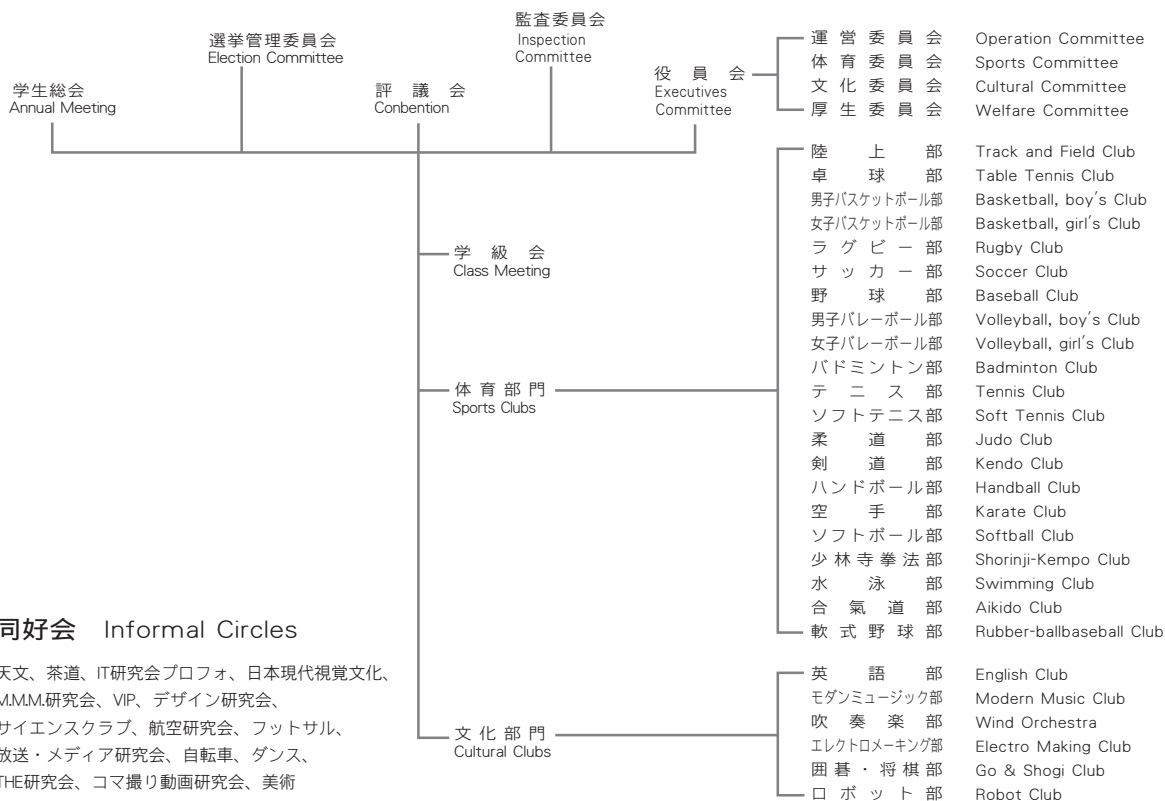 監査委員会
Inspection
Committee
選挙管理委員会
Election Committee
学生総会
Annual Meeting
評議会
Conbention
役員会
Executives
Committee
運営委員会 Operation Committee
体育委員会 Sports Committee
文化委員会 Cultural Committee
厚生委員会 Welfare Committee
学級会
Class Meeting
体育部門
Sports Clubs
陸上部 Track and Field Club
卓球部 Table Tennis Club
男子バスケットボール部 Basketball, boy's Club
女子バスケットボール部 Basketball, girl's Club
ラグビー部 Rugby Club
サッカー部 Soccer Club
野球部 Baseball Club
男子バレーボール部 Volleyball, boy's Club
女子バレーボール部 Volleyball, girl's Club
バドミントン部 Badminton Club
テニス部 Tennis Club
ソフトテニス部 Soft Tennis Club
柔道部 Judo Club
剣道部 Kendo Club
ハンドボール部 Handball Club
空手部 Karate Club
ソフトボール部 Softball Club
少林寺拳法部 Shorinji-Kempo Club
水泳部 Swimming Club
合氣道部 Aikido Club
軟式野球部 Rubber-ballbaseball Club
文化部門
Cultural Clubs
英語部 English Club
モダンミュージック部 Modern Music Club
吹奏楽部 Wind Orchestra
エレクトロメーキング部 Electro Making Club
囲碁・将棋部 Go & Shogi Club
ロボット部 Robot Club
同好会 Informal Circles
天文、茶道、IT研究会プロフォ、日本現代視覚文化、
M.M.M.研究会、VIP、デザイン研究会、
サイエンスクラブ、航空研究会、フットサル、
放送・メディア研究会、自転車、ダンス、
THE研究会、コマ撮り動画研究会、美術